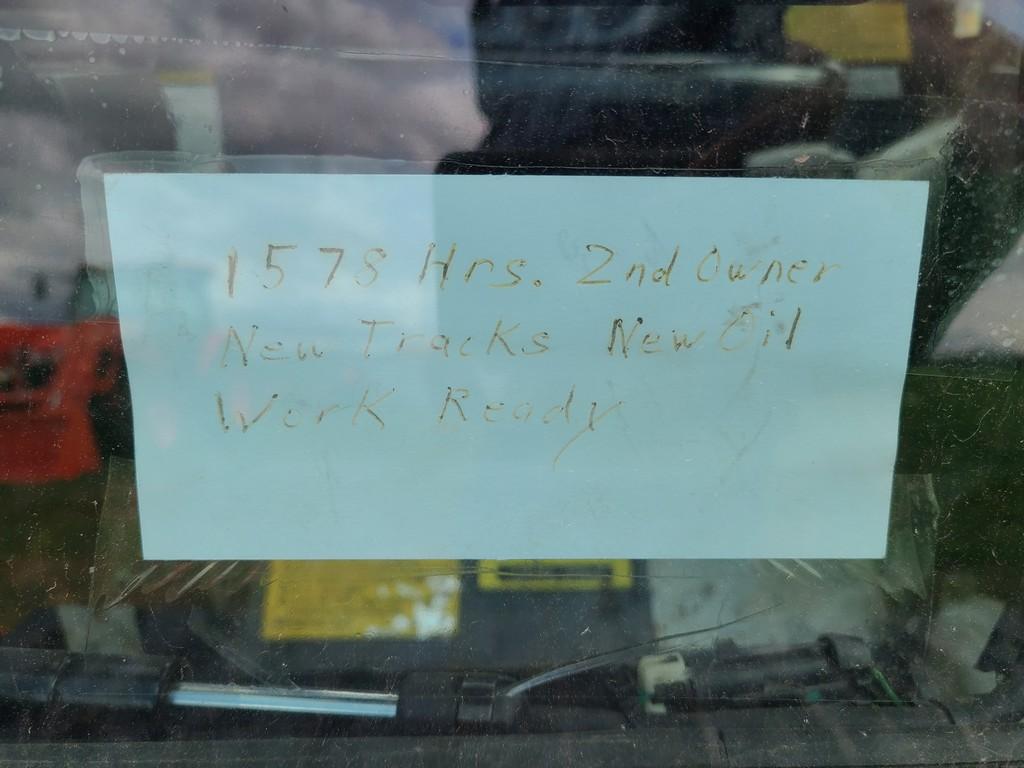 1578 Hrs. 2nd Owner
New Tracks New Oil
Work Ready